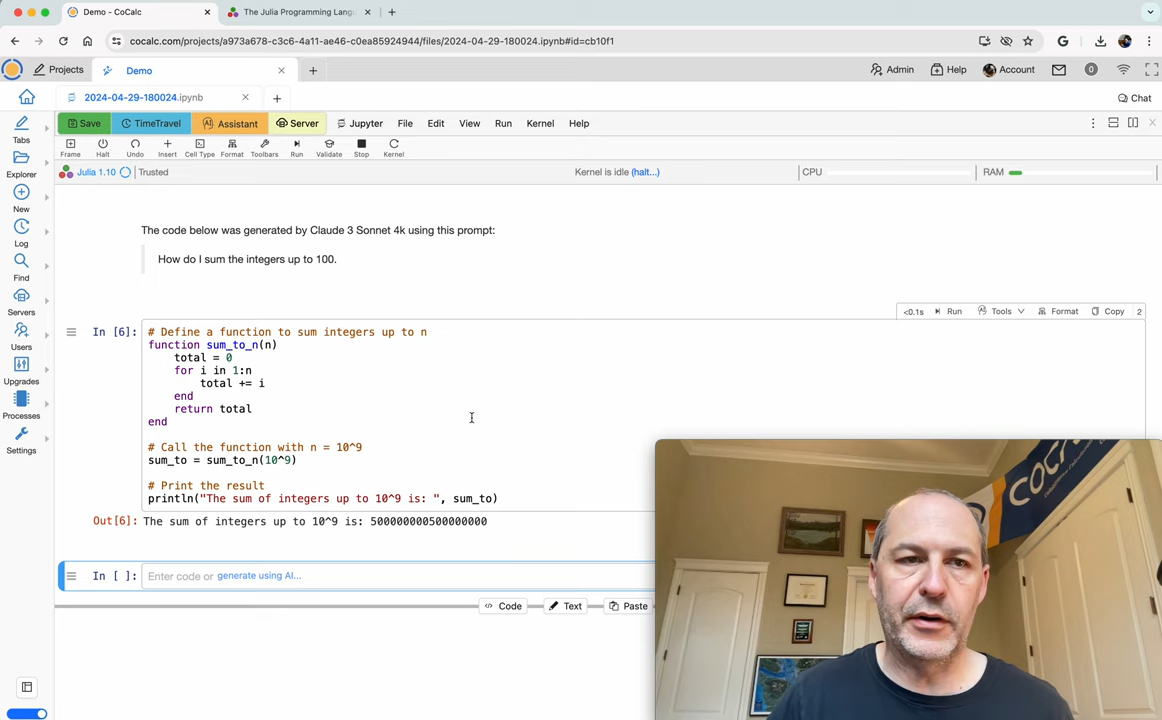 Demo - CoCalc
The Julia Programming Langu
cocalc.com/projects/a973a678-c3c6-4a11-ae46-c0ea85924944/files/2024-04-29-180024.ipynb#id=cb10f1
Projects
Demo
Admin
Help
Account
0
2024-04-29-180024.ipynb
Chat
Save
TimeTravel
Assistant
Server
Jupyter
File
Edit
View
Run
Kernel
Help
Tabs
Explorer
New
Log
Find
Servers
Users
Upgrades
Processes
Settings
Frame
Halt
Undo
Insert
Cell Type
Format
Toolbars
Run
Validate
Stop
Kernel
Julia 1.10
Trusted
Kernel is idle (halt...)
CPU
RAM
The code below was generated by Claude 3 Sonnet 4k using this prompt:
How do I sum the integers up to 100.
<0.1s
Run
Tools
Format
Copy
2
In [6]:
# Define a function to sum integers up to n
function sum_to_n(n)
total = 0
for i in 1:n
total += i
end
return total
end
# Call the function with n = 10^9
sum_to = sum_to_n(10^9)
# Print the result
println("The sum of integers up to 10^9 is: ", sum_to)
Out[6]:
The sum of integers up to 10^9 is: 500000000500000000
In [ ]:
Enter code or generate using AI...
Code
Text
Paste